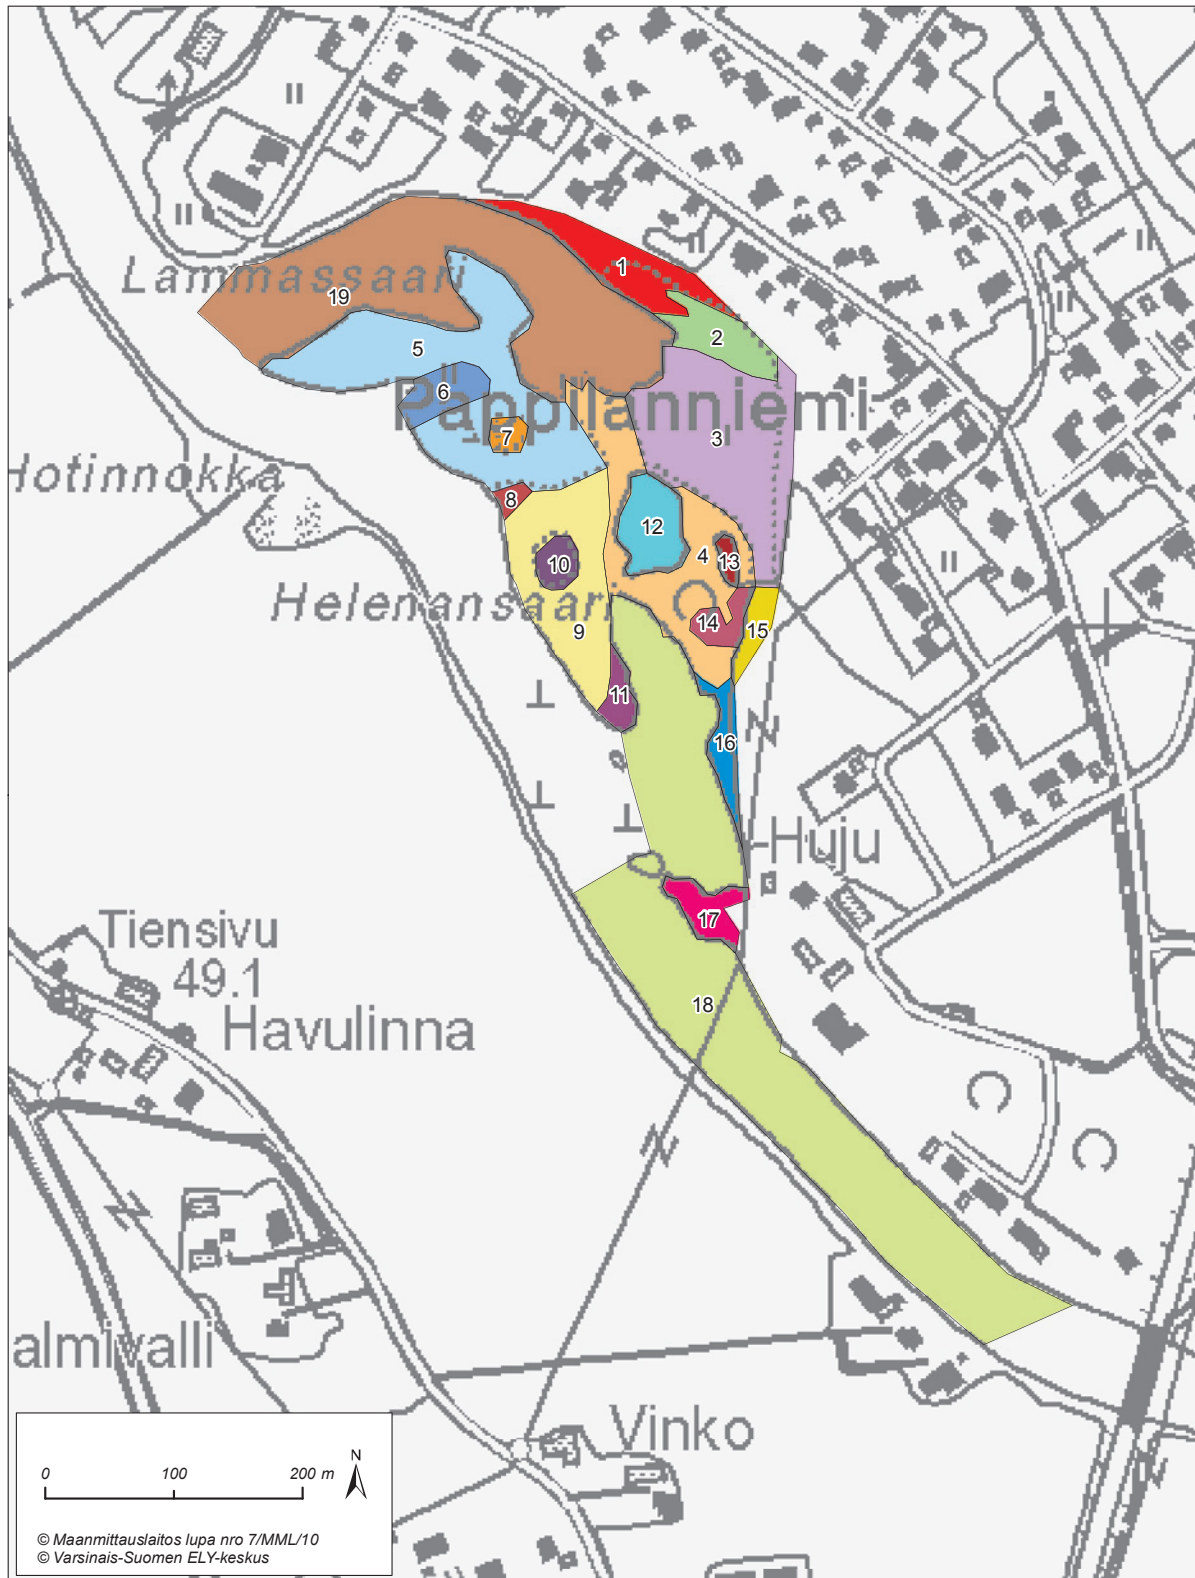 Lammassaari
1
19
2
5
6
Pappilanniemi
3
7
Hotinnokka
8
12
4
10
13
Helenansaari
14
15
9
11
16
Huju
17
Tiensivu
49.1
18
Havulinna
almivalli
Vinko
N
0 100 200 m
© Maanmittauslaitos lupa nro 7/MML/10
© Varsinais-Suomen ELY-keskus